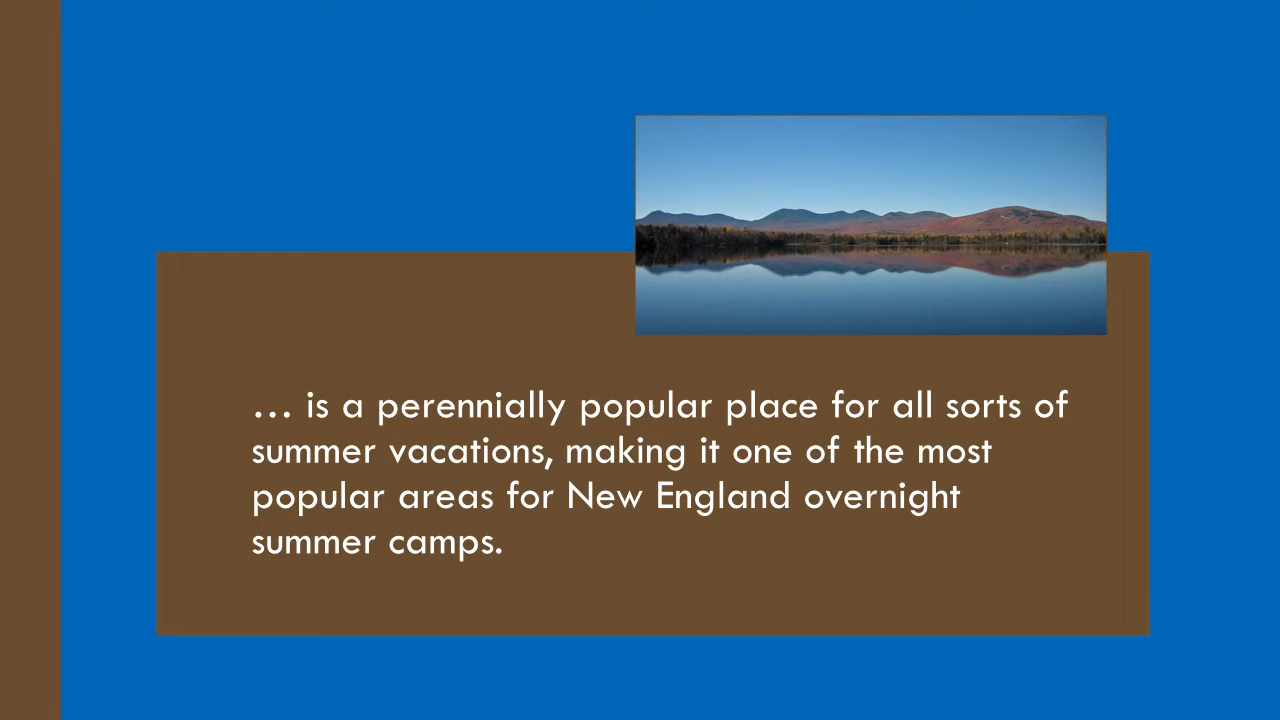 … is a perennially popular place for all sorts of
summer vacations, making it one of the most
popular areas for New England overnight
summer camps.